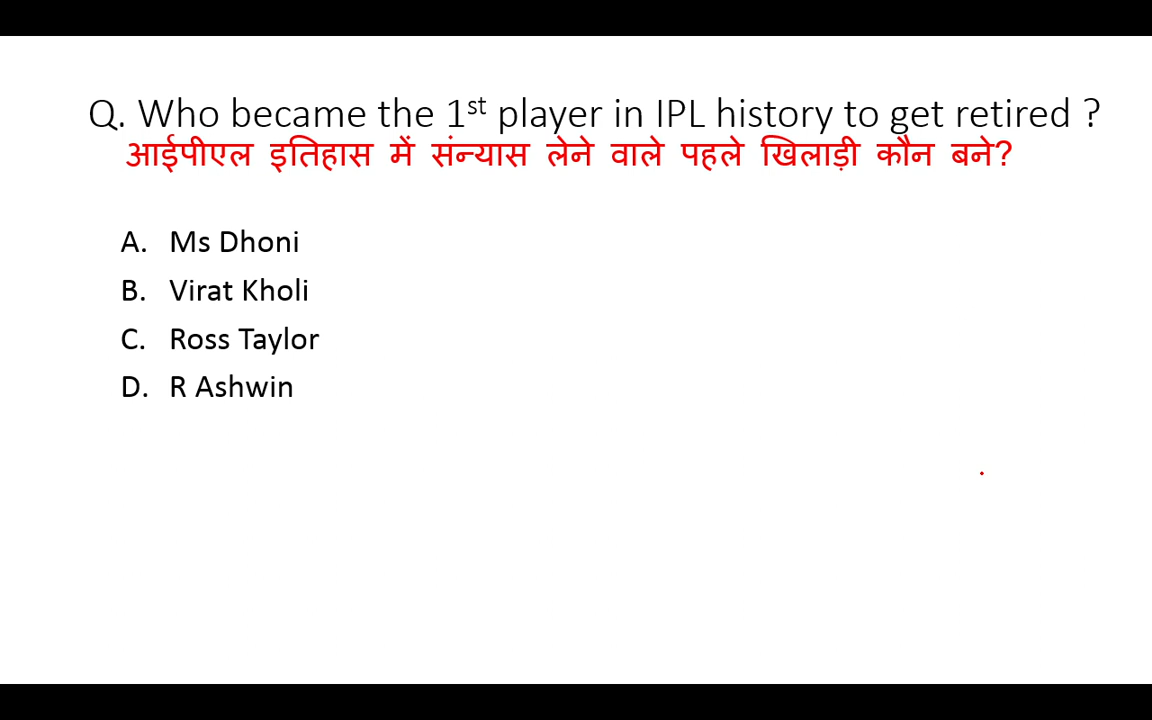 Q. Who became the 1st player in IPL history to get retired ?
आईपीएल इतिहास में संन्यास लेने वाले पहले खिलाड़ी कौन बने?
A. Ms Dhoni
B. Virat Kholi
C. Ross Taylor
D. R Ashwin